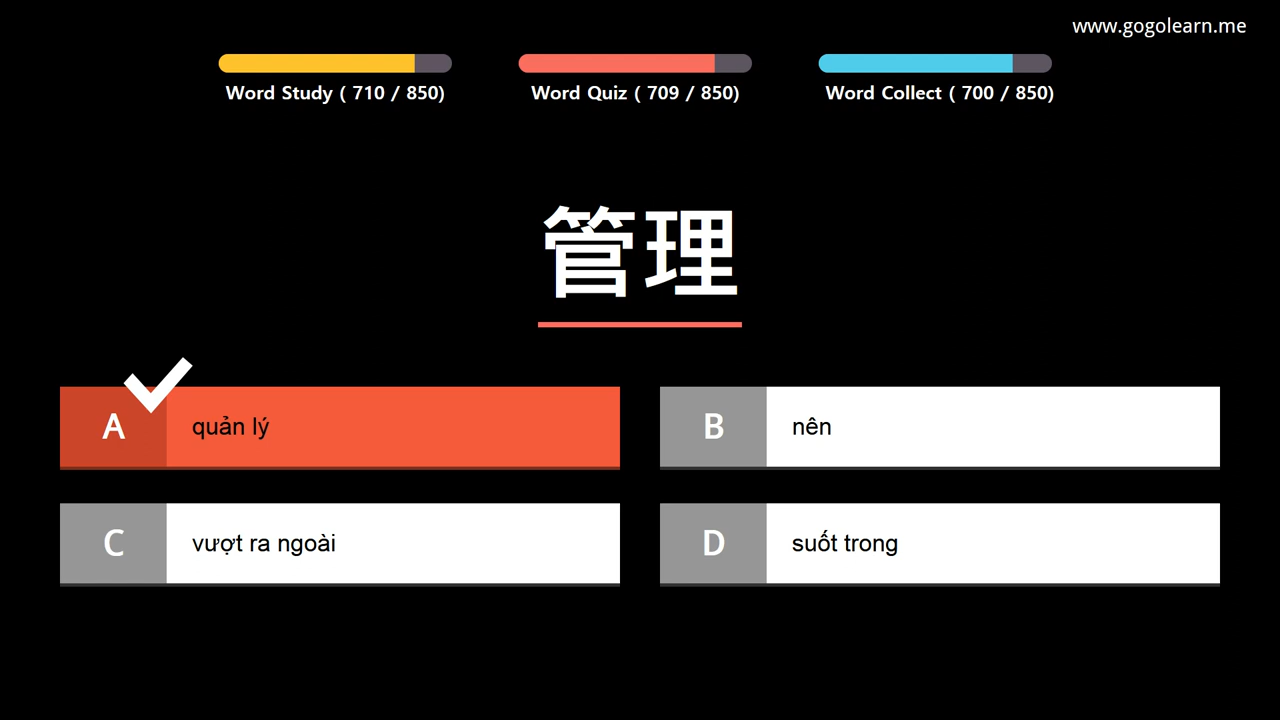 www.gogolearn.me
Word Study ( 710 / 850)
Word Quiz ( 709 / 850)
Word Collect ( 700 / 850)
管理
A quản lý
B nên
C vượt ra ngoài
D suốt trong